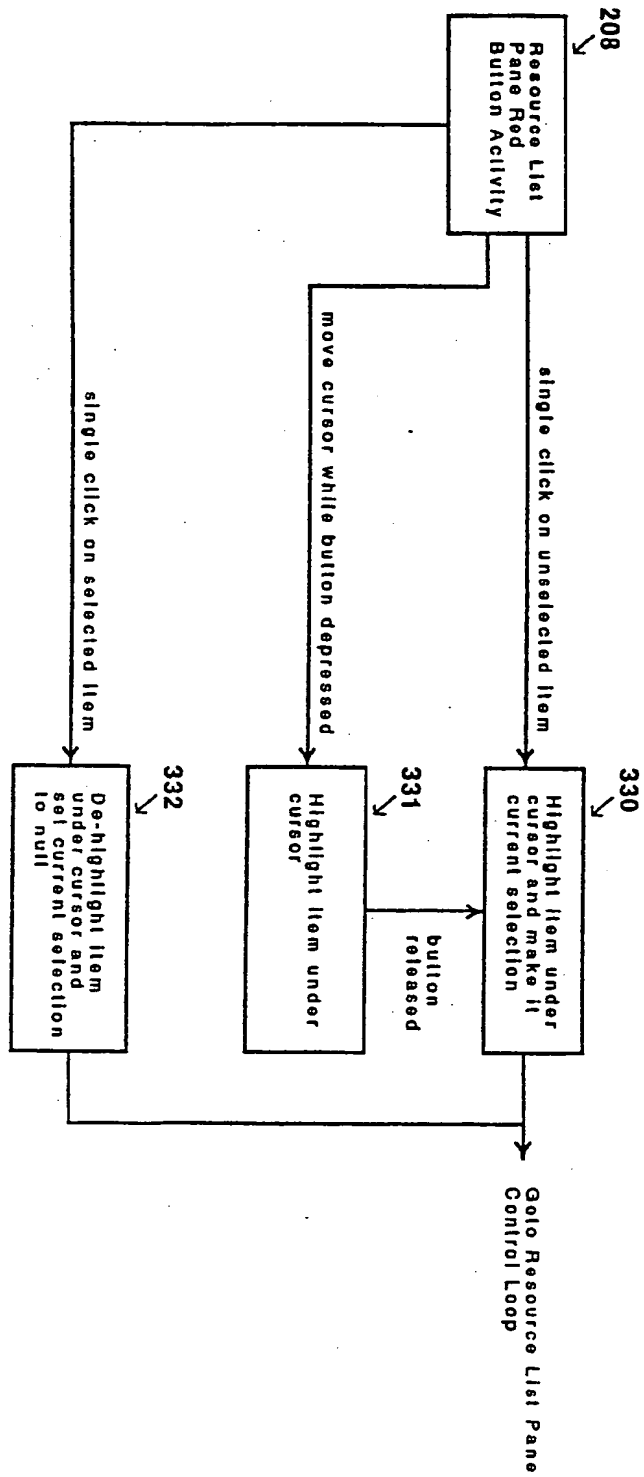 208
Resource List
Pane Red
Button Activity
single click on unselected item
move cursor while button depressed
single click on selected item
330
Highlight item under
cursor and make it
current selection
331
Highlight item under
cursor
button
released
332
De-highlight item
under cursor and
set current selection
to null
Goto Resource List Pane
Control Loop